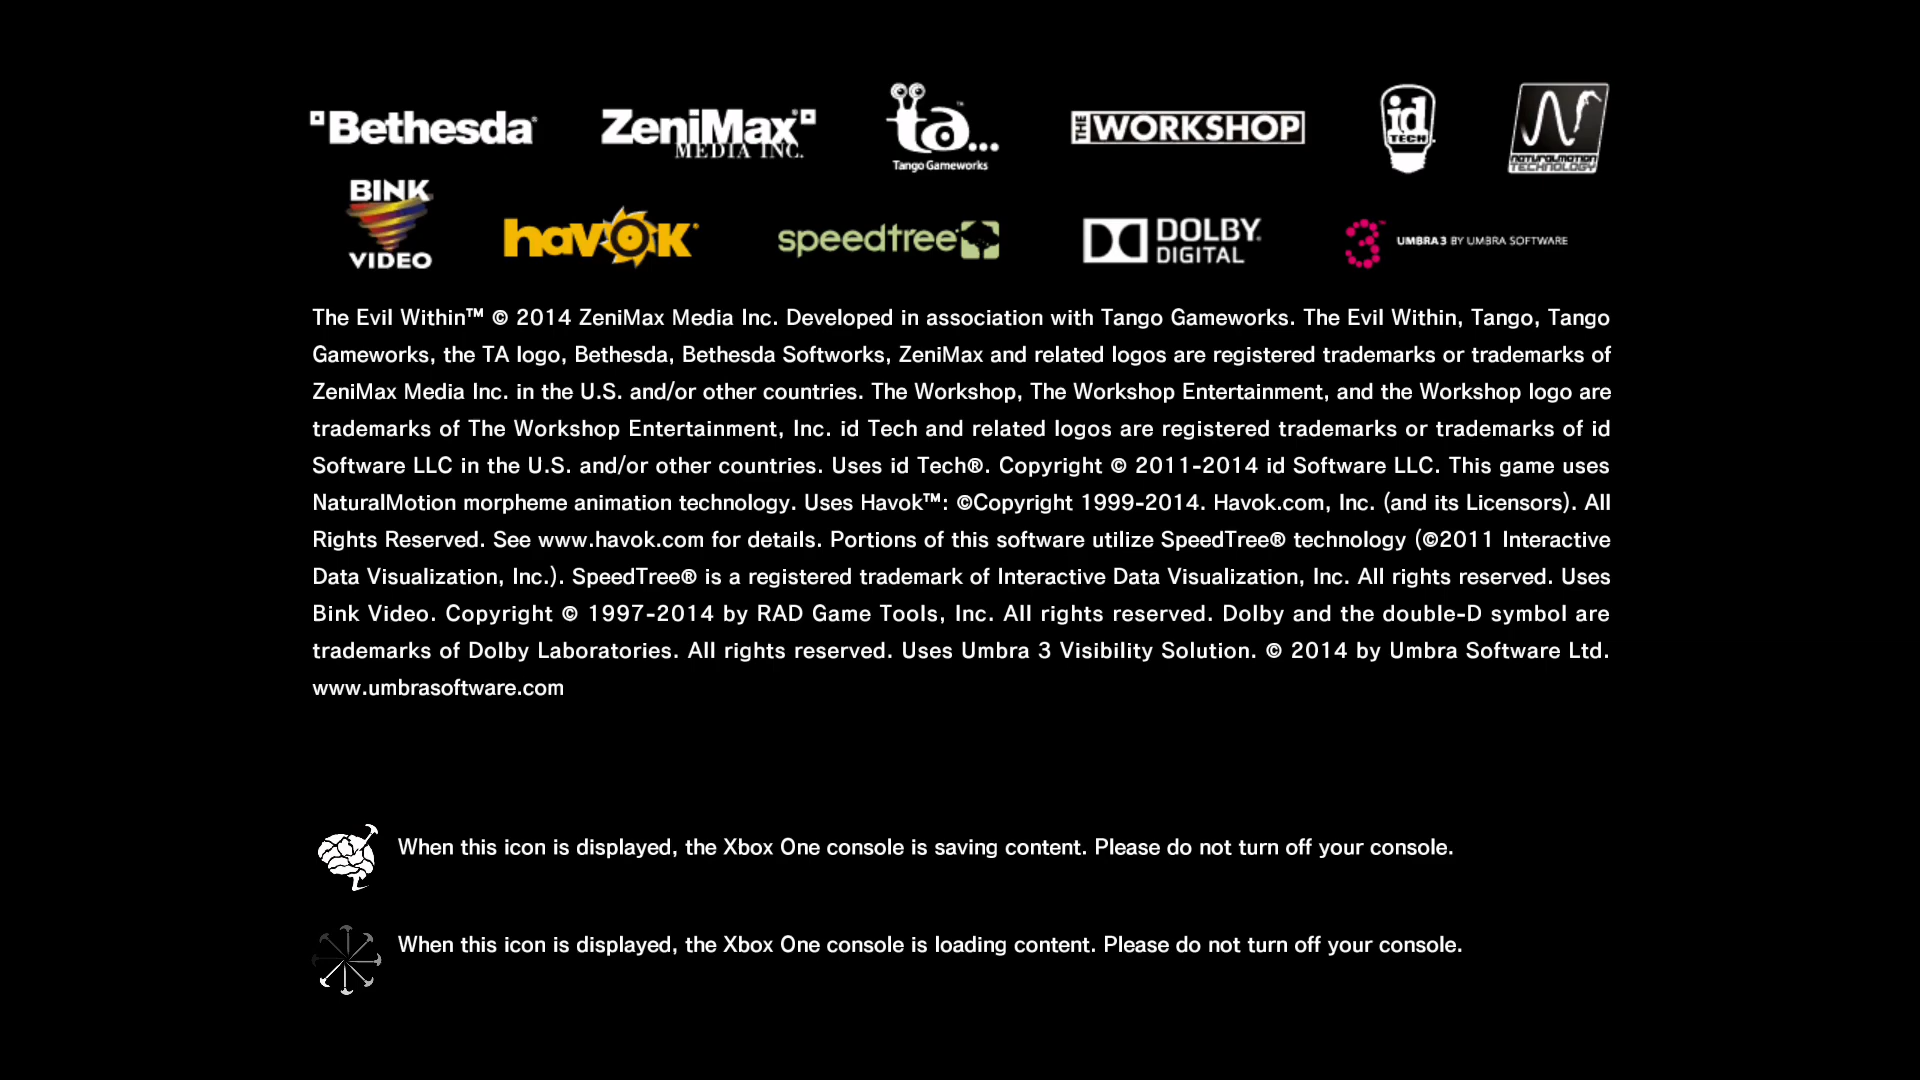 Bethesda ZeniMax MEDIA INC. ta... ™ Tango Gameworks THE WORKSHOP id TECH NATURALMOTION TECHNOLOGY
BINK VIDEO havok speedtree DOLBY DIGITAL 3 UMBRA 3 BY UMBRA SOFTWARE
The Evil Within™ © 2014 ZeniMax Media Inc. Developed in association with Tango Gameworks. The Evil Within, Tango, Tango
Gameworks, the TA logo, Bethesda, Bethesda Softworks, ZeniMax and related logos are registered trademarks or trademarks of
ZeniMax Media Inc. in the U.S. and/or other countries. The Workshop, The Workshop Entertainment, and the Workshop logo are
trademarks of The Workshop Entertainment, Inc. id Tech and related logos are registered trademarks or trademarks of id
Software LLC in the U.S. and/or other countries. Uses id Tech®. Copyright © 2011-2014 id Software LLC. This game uses
NaturalMotion morpheme animation technology. Uses Havok™: ©Copyright 1999-2014. Havok.com, Inc. (and its Licensors). All
Rights Reserved. See www.havok.com for details. Portions of this software utilize SpeedTree® technology (©2011 Interactive
Data Visualization, Inc.). SpeedTree® is a registered trademark of Interactive Data Visualization, Inc. All rights reserved. Uses
Bink Video. Copyright © 1997-2014 by RAD Game Tools, Inc. All rights reserved. Dolby and the double-D symbol are
trademarks of Dolby Laboratories. All rights reserved. Uses Umbra 3 Visibility Solution. © 2014 by Umbra Software Ltd.
www.umbrasoftware.com
When this icon is displayed, the Xbox One console is saving content. Please do not turn off your console.
When this icon is displayed, the Xbox One console is loading content. Please do not turn off your console.